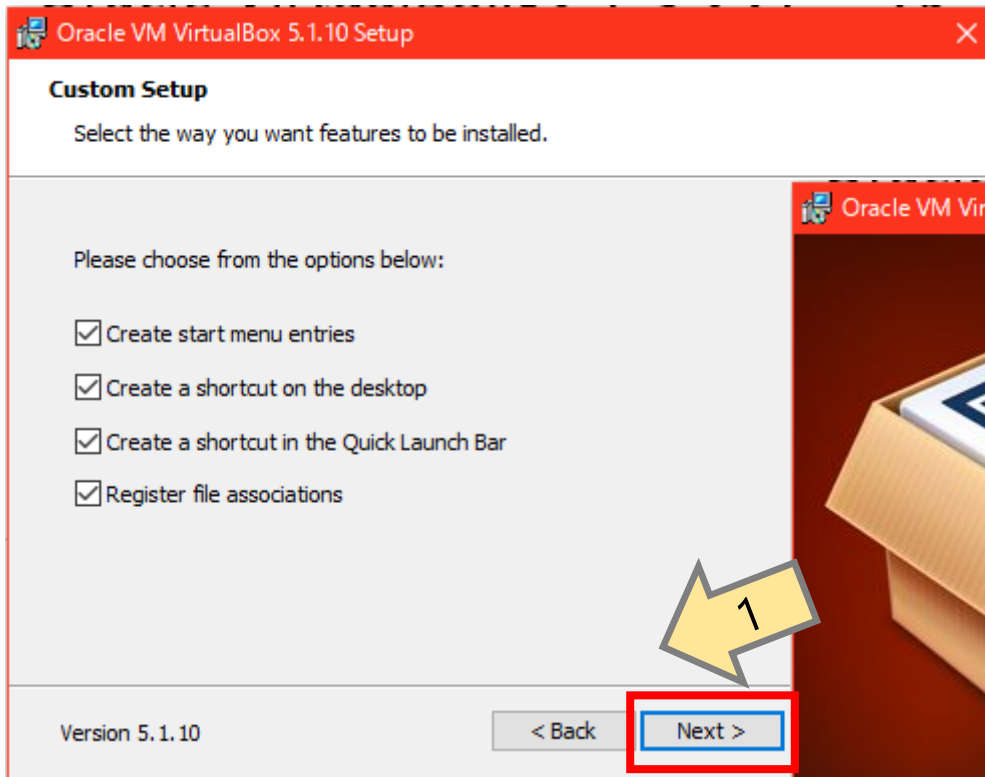 Oracle VM VirtualBox 5.1.10 Setup
Custom Setup
Select the way you want features to be installed.
Oracle VM Vir
Please choose from the options below:
Create start menu entries
Create a shortcut on the desktop
Create a shortcut in the Quick Launch Bar
Register file associations
1
Version 5.1.10
< Back
Next >